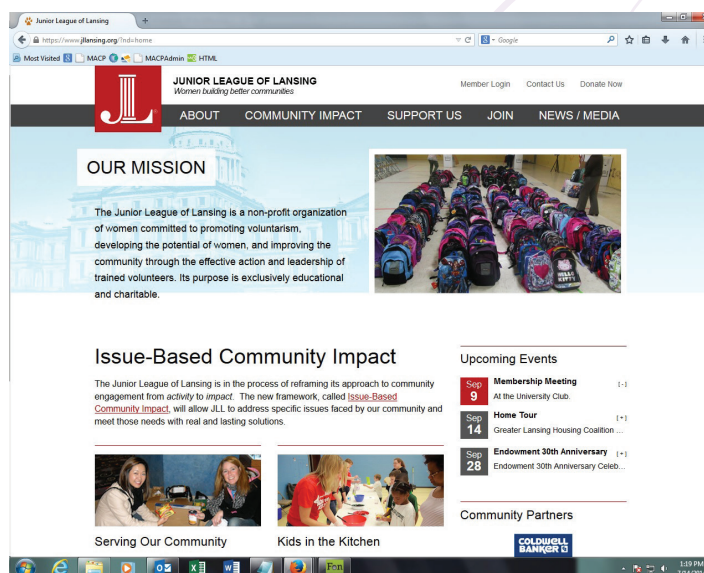 Junior League of Lansing
https://www.jllansing.org/?nd=home
Google
Most Visited
MACP
MACPAdmin
HTML
JL
JUNIOR LEAGUE OF LANSING
Women building better communities
Member Login Contact Us Donate Now
ABOUT COMMUNITY IMPACT SUPPORT US JOIN NEWS / MEDIA
OUR MISSION
The Junior League of Lansing is a non-profit organization
of women committed to promoting voluntarism,
developing the potential of women, and improving the
community through the effective action and leadership of
trained volunteers. Its purpose is exclusively educational
and charitable.
HELLO
KITTY
Issue-Based Community Impact
The Junior League of Lansing is in the process of reframing its approach to community
engagement from activity to impact. The new framework, called Issue-Based
Community Impact, will allow JLL to address specific issues faced by our community and
meet those needs with real and lasting solutions.
Serving Our Community
Kids in the Kitchen
Upcoming Events
Sep
9
Membership Meeting [-]
At the University Club.
Sep
14
Home Tour [+]
Greater Lansing Housing Coalition ...
Sep
28
Endowment 30th Anniversary [+]
Endowment 30th Anniversary Celeb...
Community Partners
COLDWELL
BANKER
Fen
1:19 PM